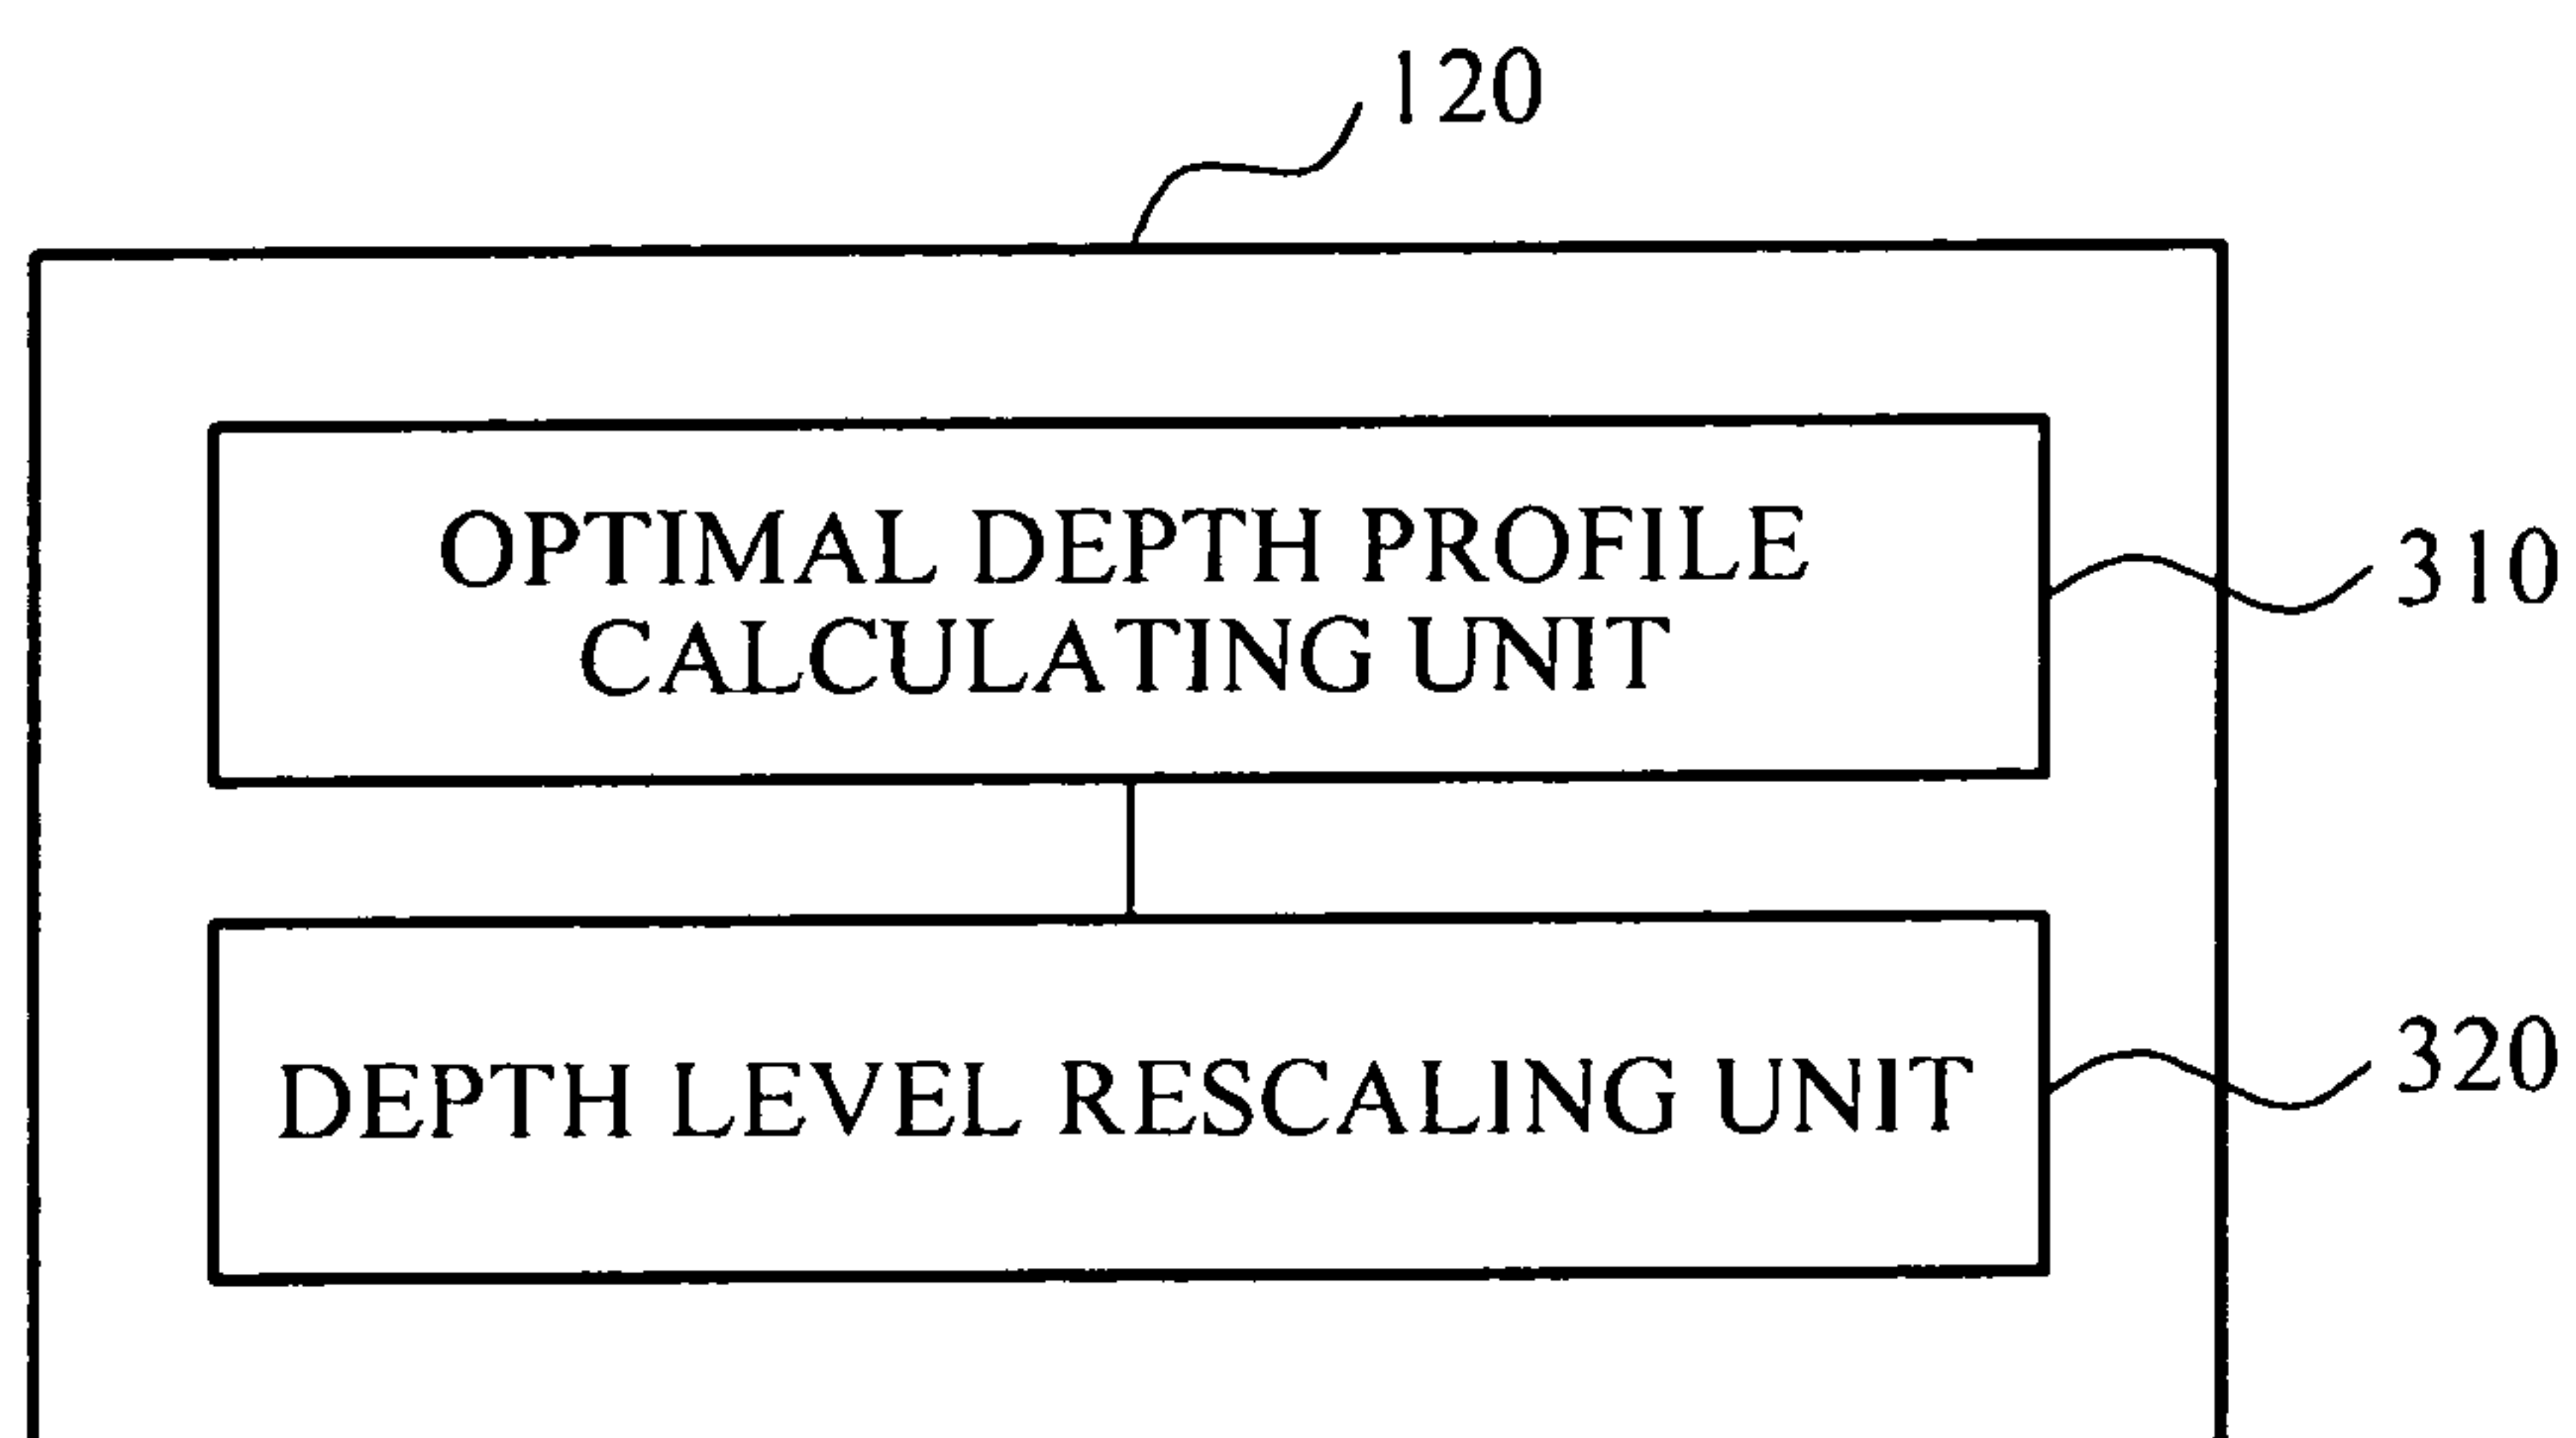 120
OPTIMAL DEPTH PROFILE
CALCULATING UNIT
310
DEPTH LEVEL RESCALING UNIT
320